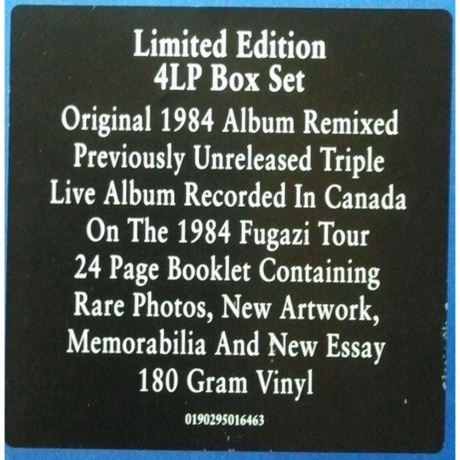 Limited Edition
4LP Box Set
Original 1984 Album Remixed
Previously Unreleased Triple
Live Album Recorded In Canada
On The 1984 Fugazi Tour
24 Page Booklet Containing
Rare Photos, New Artwork,
Memorabilia And New Essay
180 Gram Vinyl
0190295016463